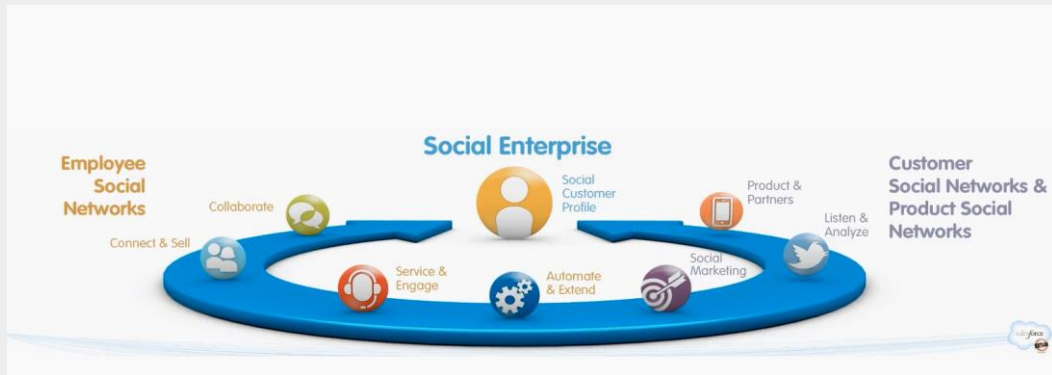 Social Enterprise
Employee
Social
Networks
Collaborate
Connect & Sell
Service &
Engage
Automate
& Extend
Social
Customer
Profile
Social
Marketing
Product &
Partners
Listen &
Analyze
Customer
Social Networks &
Product Social
Networks
salesforce